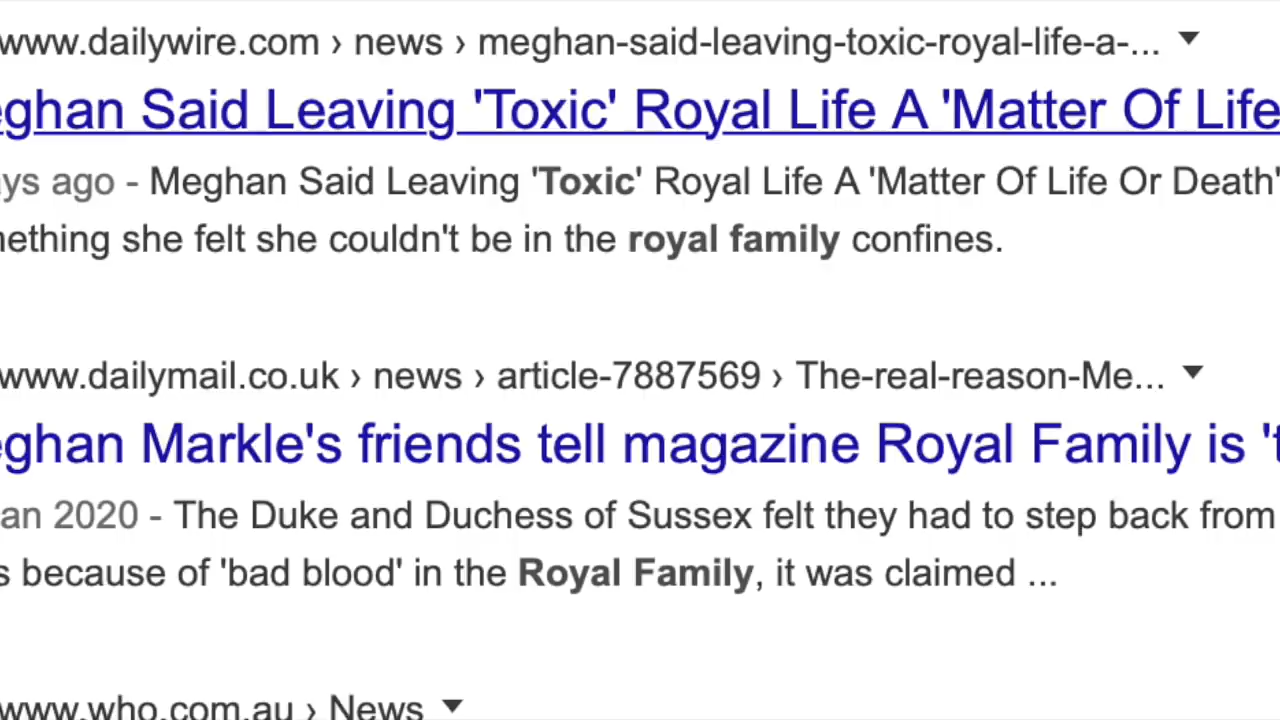 www.dailywire.com › news › meghan-said-leaving-toxic-royal-life-a-...
eghan Said Leaving 'Toxic' Royal Life A 'Matter Of Life
ays ago - Meghan Said Leaving 'Toxic' Royal Life A 'Matter Of Life Or Death'
mething she felt she couldn't be in the royal family confines.
www.dailymail.co.uk › news › article-7887569 › The-real-reason-Me...
eghan Markle's friends tell magazine Royal Family is 't
an 2020 - The Duke and Duchess of Sussex felt they had to step back from
s because of 'bad blood' in the Royal Family, it was claimed ...
www.who.com.au › News